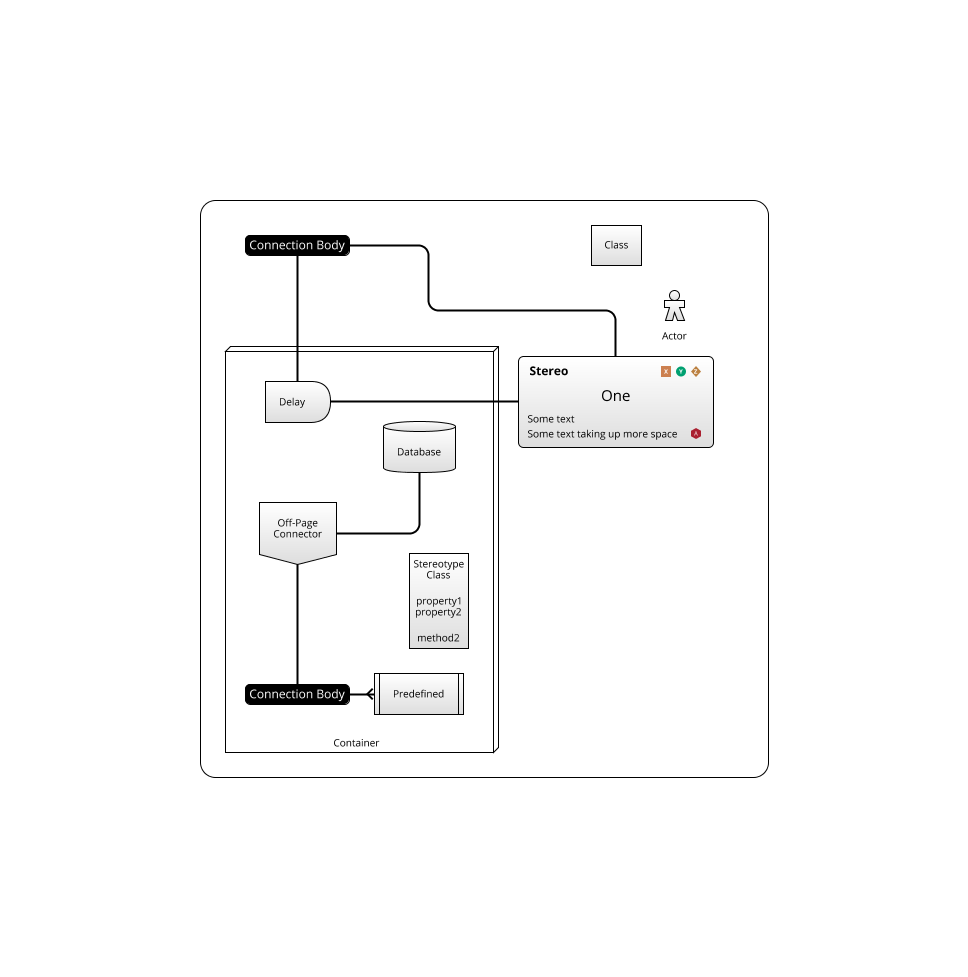 Connection Body
Class
Actor
Stereo
X Y Z
One
Some text
Some text taking up more space
A
Delay
Database
Off-Page
Connector
Stereotype
Class
property1
property2
method2
Connection Body
Predefined
Container